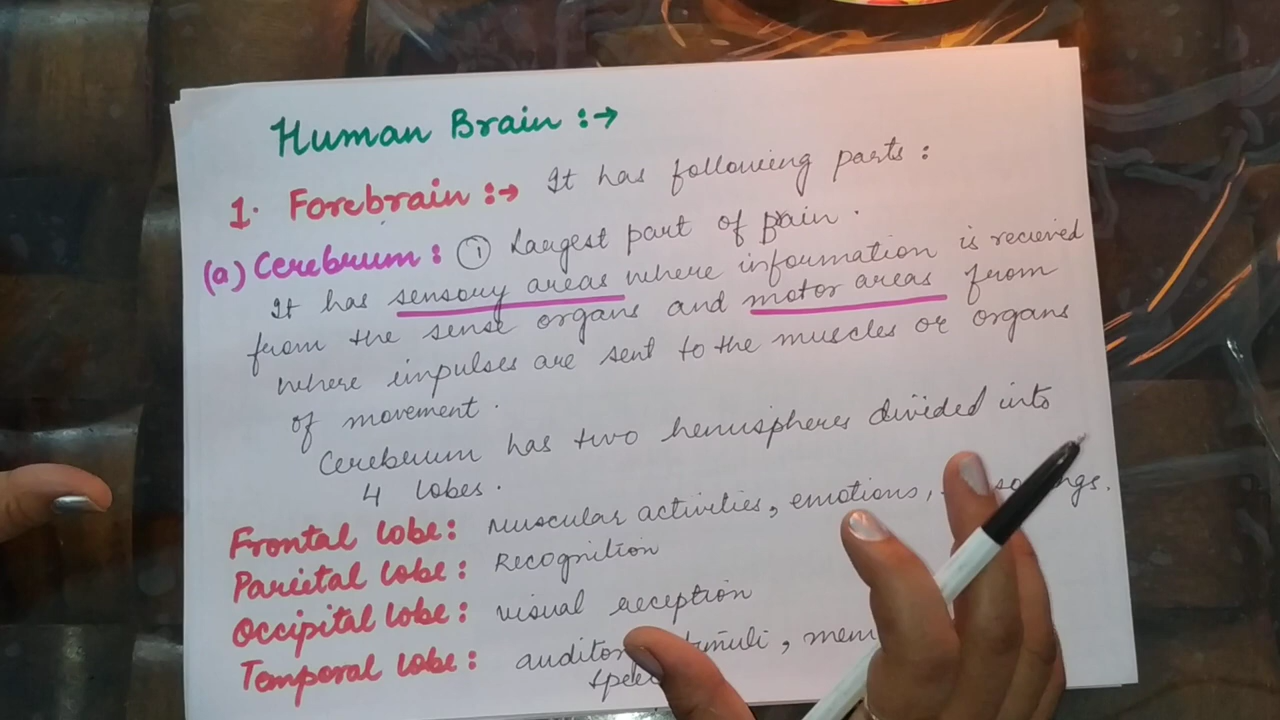 Human Brain :→
1. Forebrain :→ It has following parts :
(a) Cerebrum : ① Largest part of brain .
It has sensory areas where information is recieved
from the sense organs and motor areas from
where impulses are sent to the muscles or organs
of movement .
Cerebrum has two hemispheres divided into
4 lobes .
Frontal lobe : Muscular activities, emotions,
Parietal lobe : Recognition
Occipital lobe : visual reception
Temporal lobe : auditory stimuli ,